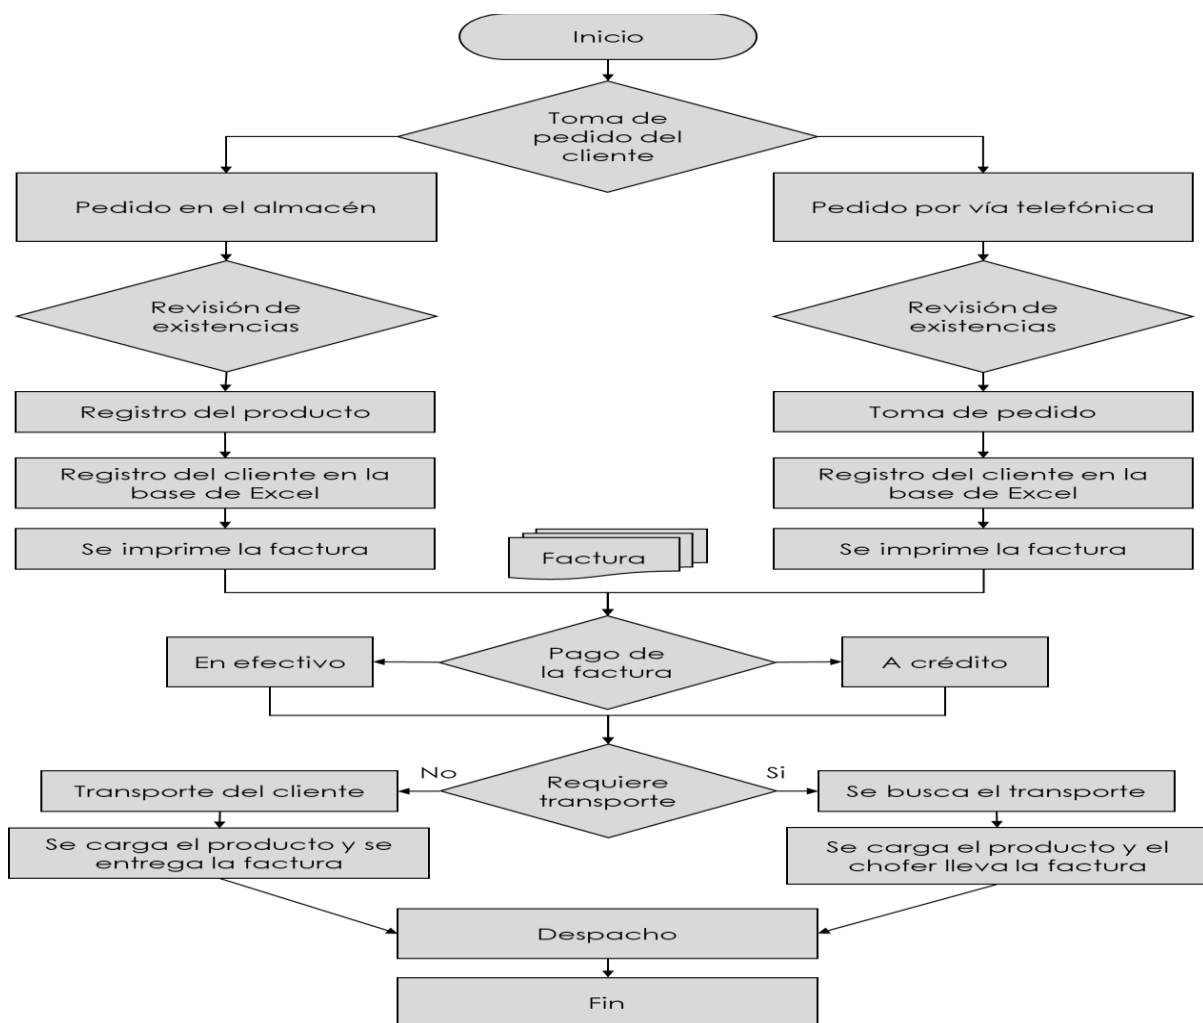 Inicio
Toma de
pedido del
cliente
Pedido en el almacén
Pedido por vía telefónica
Revisión de
existencias
Revisión de
existencias
Registro del producto
Toma de pedido
Registro del cliente en la
base de Excel
Registro del cliente en la
base de Excel
Se imprime la factura
Factura
Se imprime la factura
En efectivo
Pago de
la factura
A crédito
No
Requiere
transporte
Si
Transporte del cliente
Se busca el transporte
Se carga el producto y se
entrega la factura
Se carga el producto y el
chofer lleva la factura
Despacho
Fin